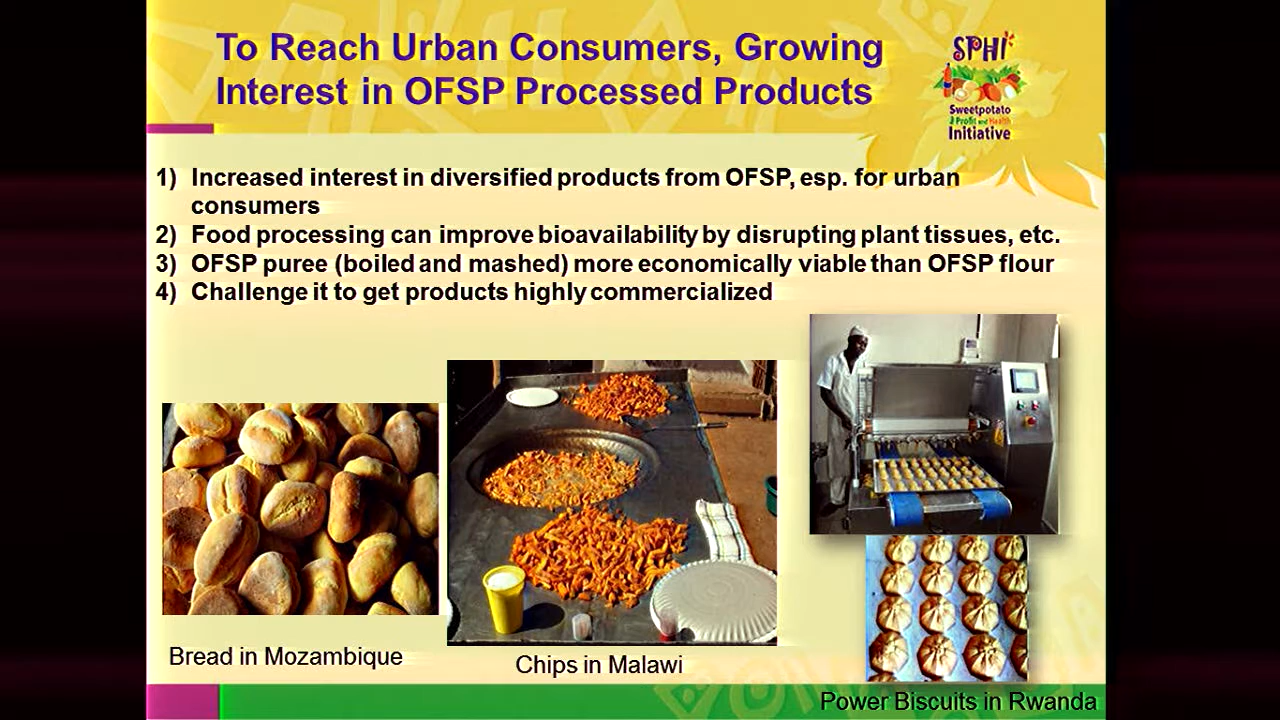 To Reach Urban Consumers, Growing
Interest in OFSP Processed Products
SPHI
Sweetpotato
Profit and Health
Initiative
1) Increased interest in diversified products from OFSP, esp. for urban
consumers
2) Food processing can improve bioavailability by disrupting plant tissues, etc.
3) OFSP puree (boiled and mashed) more economically viable than OFSP flour
4) Challenge it to get products highly commercialized
Bread in Mozambique
Chips in Malawi
Power Biscuits in Rwanda